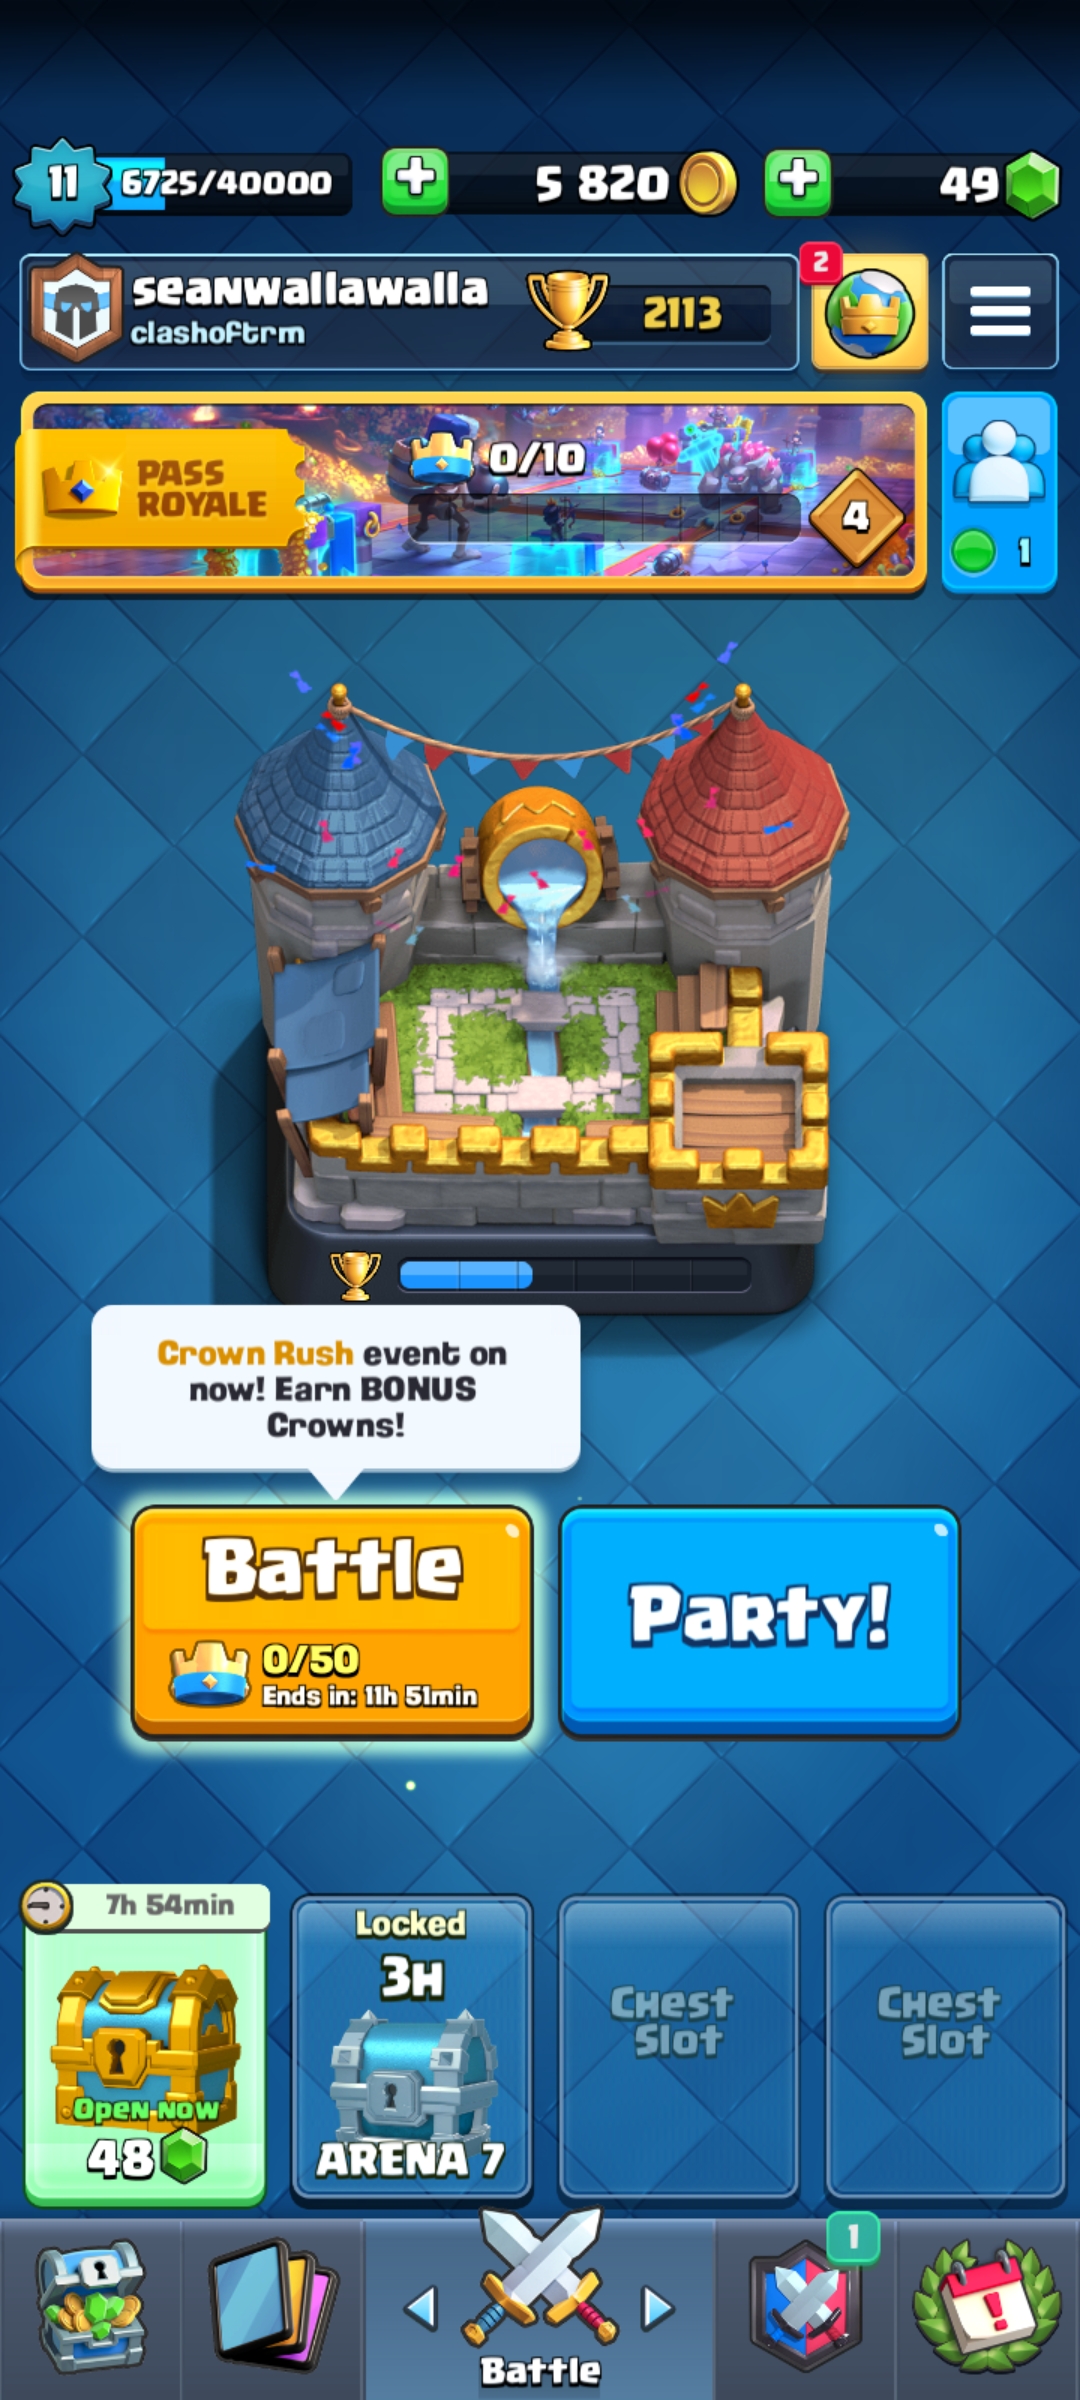 11
6725/40000
5 820
49
seanwallawalla
clashoftrm
2113
2
PASS
ROYALE
0/10
4
1
Crown Rush event on
now! Earn BONUS
Crowns!
Battle
0/50
Ends in: 11h 51min
Party!
7h 54min
Open now
48
Locked
3H
ARENA 7
Chest
Slot
Chest
Slot
1
Battle